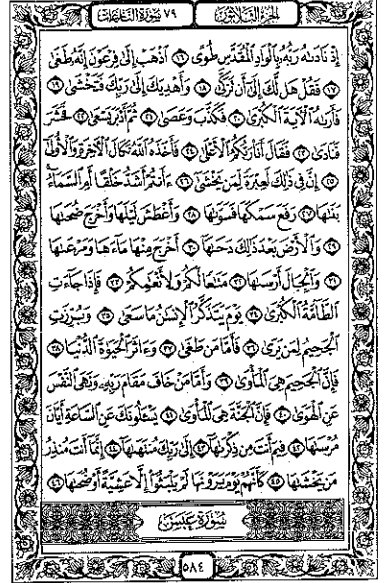 الجزء الثلاثون سورة النازعات ٧٩
إِذْ نَادَىٰهُ رَبُّهُۥ بِٱلْوَادِ ٱلْمُقَدَّسِ طُوًى ١٦ ٱذْهَبْ إِلَىٰ فِرْعَوْنَ إِنَّهُۥ طَغَىٰ
١٧ فَقُلْ هَل لَّكَ إِلَىٰٓ أَن تَزَكَّىٰ ١٨ وَأَهْدِيَكَ إِلَىٰ رَبِّكَ فَتَخْشَىٰ ١٩
فَأَرَىٰهُ ٱلْءَايَةَ ٱلْكُبْرَىٰ ٢٠ فَكَذَّبَ وَعَصَىٰ ٢١ ثُمَّ أَدْبَرَ يَسْعَىٰ ٢٢ فَحَشَرَ
فَنَادَىٰ ٢٣ فَقَالَ أَنَا۠ رَبُّكُمُ ٱلْأَعْلَىٰ ٢٤ فَأَخَذَهُ ٱللَّهُ نَكَالَ ٱلْءَاخِرَةِ وَٱلْأُولَىٰٓ
٢٥ إِنَّ فِى ذَٰلِكَ لَعِبْرَةً لِّمَن يَخْشَىٰٓ ٢٦ ءَأَنتُمْ أَشَدُّ خَلْقًا أَمِ ٱلسَّمَآءُ
بَنَىٰهَا ٢٧ رَفَعَ سَمْكَهَا فَسَوَّىٰهَا ٢٨ وَأَغْطَشَ لَيْلَهَا وَأَخْرَجَ ضُحَىٰهَا
٢٩ وَٱلْأَرْضَ بَعْدَ ذَٰلِكَ دَحَىٰهَآ ٣٠ أَخْرَجَ مِنْهَا مَآءَهَا وَمَرْعَىٰهَا
٣١ وَٱلْجِبَالَ أَرْسَىٰهَا ٣٢ مَتَٰعًا لَّكُمْ وَلِأَنْعَٰمِكُمْ ٣٣ فَإِذَا جَآءَتِ
ٱلطَّآمَّةُ ٱلْكُبْرَىٰ ٣٤ يَوْمَ يَتَذَكَّرُ ٱلْإِنسَٰنُ مَا سَعَىٰ ٣٥ وَبُرِّزَتِ
ٱلْجَحِيمُ لِمَن يَرَىٰ ٣٦ فَأَمَّا مَن طَغَىٰ ٣٧ وَءَاثَرَ ٱلْحَيَوٰةَ ٱلدُّنْيَا ٣٨
فَإِنَّ ٱلْجَحِيمَ هِىَ ٱلْمَأْوَىٰ ٣٩ وَأَمَّا مَنْ خَافَ مَقَامَ رَبِّهِۦ وَنَهَى ٱلنَّفْسَ
عَنِ ٱلْهَوَىٰ ٤٠ فَإِنَّ ٱلْجَنَّةَ هِىَ ٱلْمَأْوَىٰ ٤١ يَسْـَٔلُونَكَ عَنِ ٱلسَّاعَةِ أَيَّانَ
مُرْسَىٰهَا ٤٢ فِيمَ أَنتَ مِن ذِكْرَىٰهَآ ٤٣ إِلَىٰ رَبِّكَ مُنتَهَىٰهَآ ٤٤ إِنَّمَآ أَنتَ مُنذِرُ
مَن يَخْشَىٰهَا ٤٥ كَأَنَّهُمْ يَوْمَ يَرَوْنَهَا لَمْ يَلْبَثُوٓا۟ إِلَّا عَشِيَّةً أَوْ ضُحَىٰهَا ٤٦
سورة عبس
٥٨٤